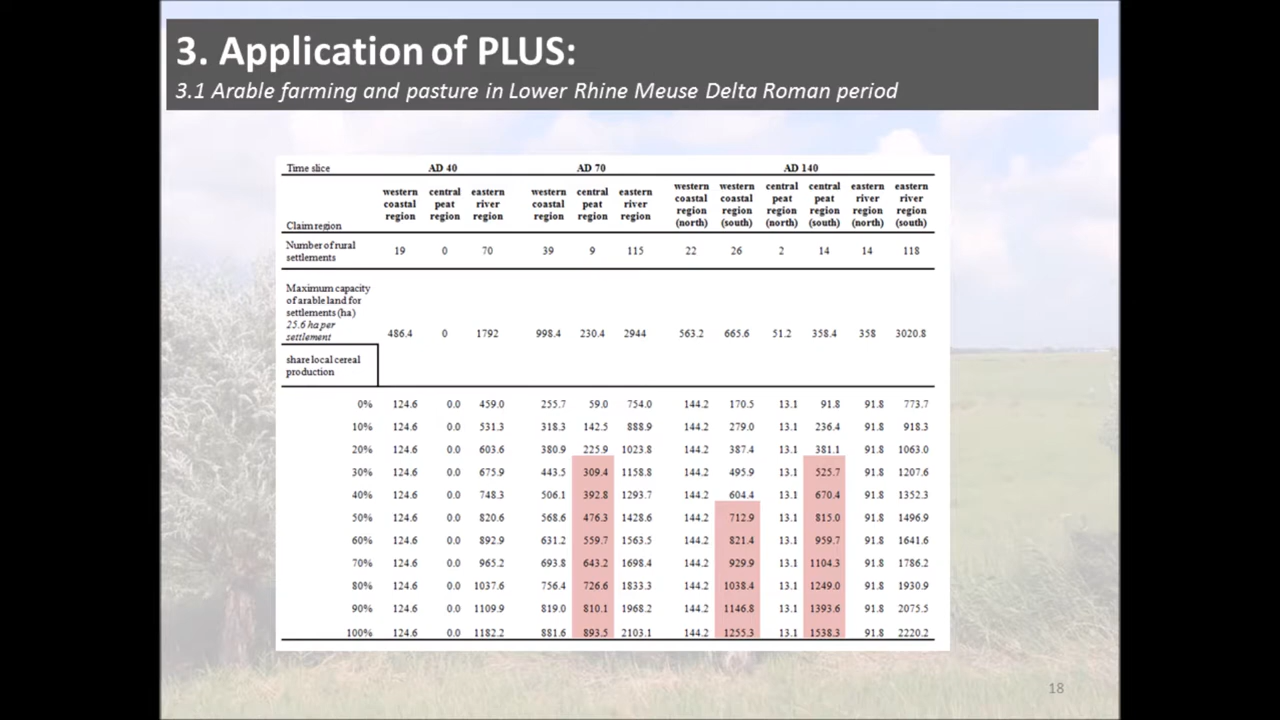 3. Application of PLUS:
3.1 Arable farming and pasture in Lower Rhine Meuse Delta Roman period
Time slice AD 40 AD 70 AD 140
Claim region western coastal region central peat region eastern river region western coastal region central peat region eastern river region western coastal region (north) western coastal region (south) central peat region (north) central peat region (south) eastern river region (north) eastern river region (south)
Number of rural settlements 19 0 70 39 9 115 22 26 2 14 14 118
Maximum capacity of arable land for settlements (ha) 25.6 ha per settlement 486.4 0 1792 998.4 230.4 2944 563.2 665.6 51.2 358.4 358 3020.8
share local cereal production
0% 124.6 0.0 459.0 255.7 59.0 754.0 144.2 170.5 13.1 91.8 91.8 773.7
10% 124.6 0.0 531.3 318.3 142.5 888.9 144.2 279.0 13.1 236.4 91.8 918.3
20% 124.6 0.0 603.6 380.9 225.9 1023.8 144.2 387.4 13.1 381.1 91.8 1063.0
30% 124.6 0.0 675.9 443.5 309.4 1158.8 144.2 495.9 13.1 525.7 91.8 1207.6
40% 124.6 0.0 748.3 506.1 392.8 1293.7 144.2 604.4 13.1 670.4 91.8 1352.3
50% 124.6 0.0 820.6 568.6 476.3 1428.6 144.2 712.9 13.1 815.0 91.8 1496.9
60% 124.6 0.0 892.9 631.2 559.7 1563.5 144.2 821.4 13.1 959.7 91.8 1641.6
70% 124.6 0.0 965.2 693.8 643.2 1698.4 144.2 929.9 13.1 1104.3 91.8 1786.2
80% 124.6 0.0 1037.6 756.4 726.6 1833.3 144.2 1038.4 13.1 1249.0 91.8 1930.9
90% 124.6 0.0 1109.9 819.0 810.1 1968.2 144.2 1146.8 13.1 1393.6 91.8 2075.5
100% 124.6 0.0 1182.2 881.6 893.5 2103.1 144.2 1255.3 13.1 1538.3 91.8 2220.2
18